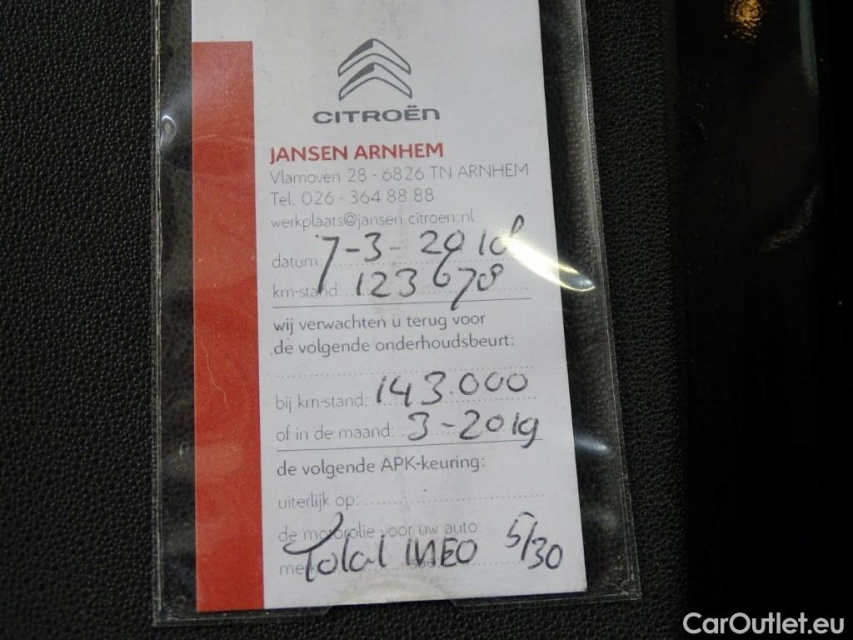 CITROËN
JANSEN ARNHEM
Vlamoven 28 - 6826 TN ARNHEM
Tel. 026 - 364 88 88
werkplaats@jansen.citroen.nl
datum: 7-3-2018
km-stand: 123678
wij verwachten u terug voor
de volgende onderhoudsbeurt:
bij km-stand: 143.000
of in de maand: 3-2019
de volgende APK-keuring:
uiterlijk op:
de motorolie voor uw auto:
Total INEO 5/30
CarOutlet.eu